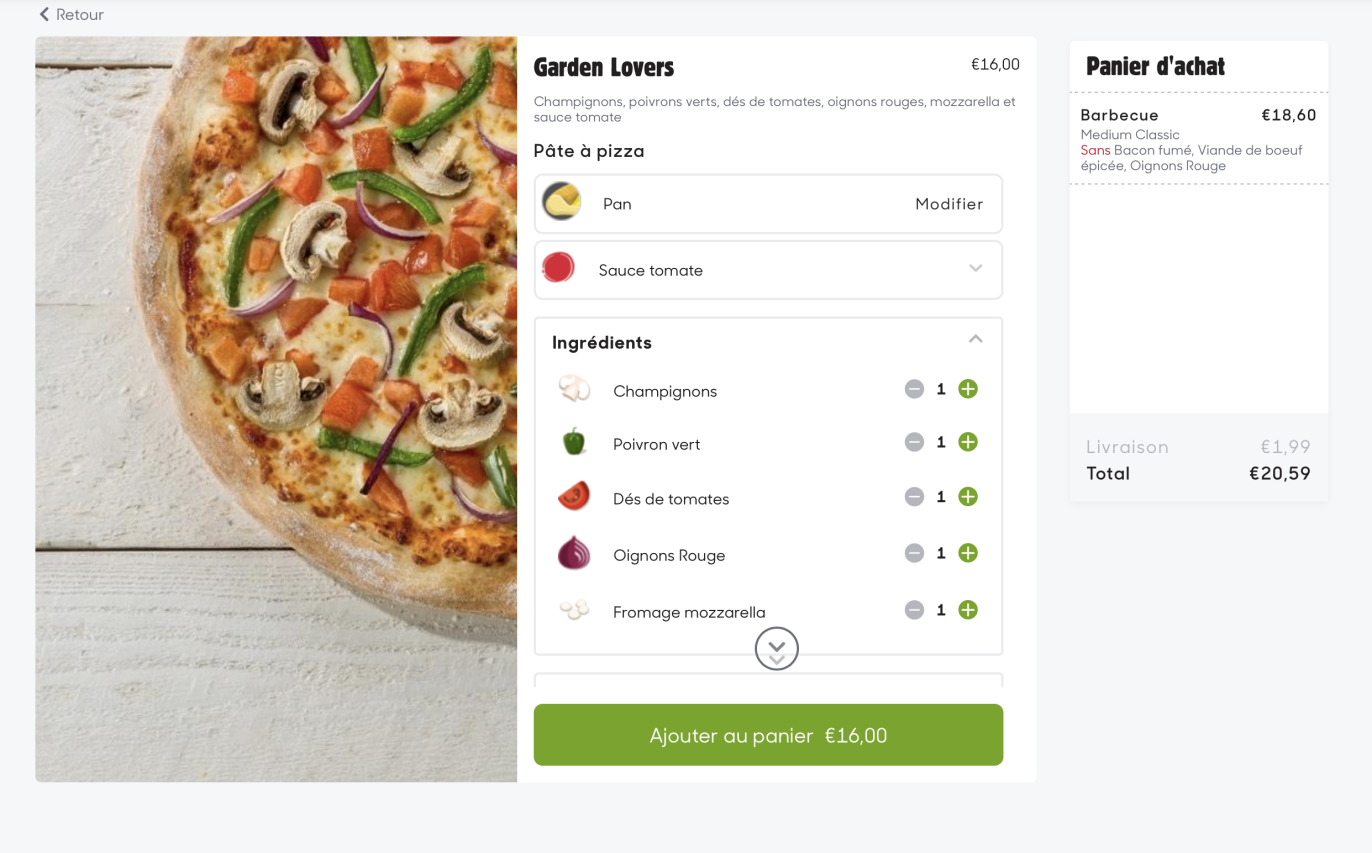 Retour
Garden Lovers €16,00
Champignons, poivrons verts, dés de tomates, oignons rouges, mozzarella et
sauce tomate
Pâte à pizza
Pan Modifier
Sauce tomate
Ingrédients
Champignons 1
Poivron vert 1
Dés de tomates 1
Oignons Rouge 1
Fromage mozzarella 1
Ajouter au panier €16,00
Panier d'achat
Barbecue €18,60
Medium Classic
Sans Bacon fumé, Viande de boeuf
épicée, Oignons Rouge
Livraison €1,99
Total €20,59